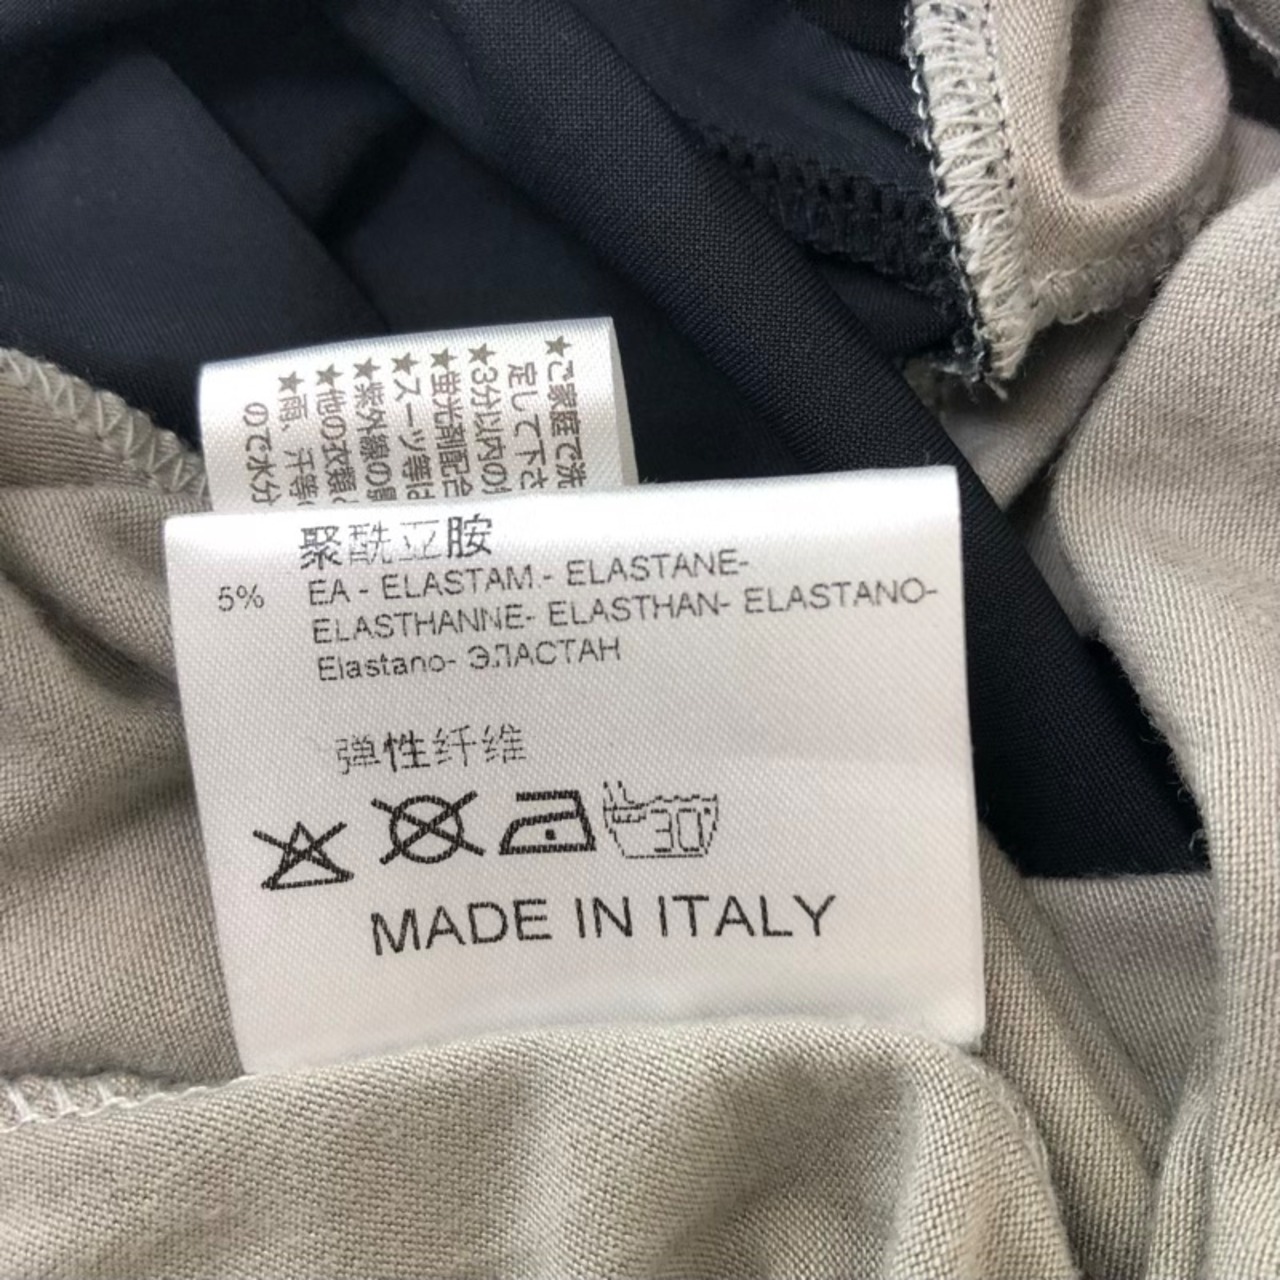 ★ご家庭で洗
足して下さ
★3分以内の
★蛍光剤配合
★スーツ等は
★紫外線の
★他の衣類
★雨、汗等
ので水分
聚酰亚胺
5% EA - ELASTAM.- ELASTANE-
ELASTHANNE- ELASTHAN- ELASTANO-
Elastano- ЭЛАСТАН
弹性纤维
30°
MADE IN ITALY